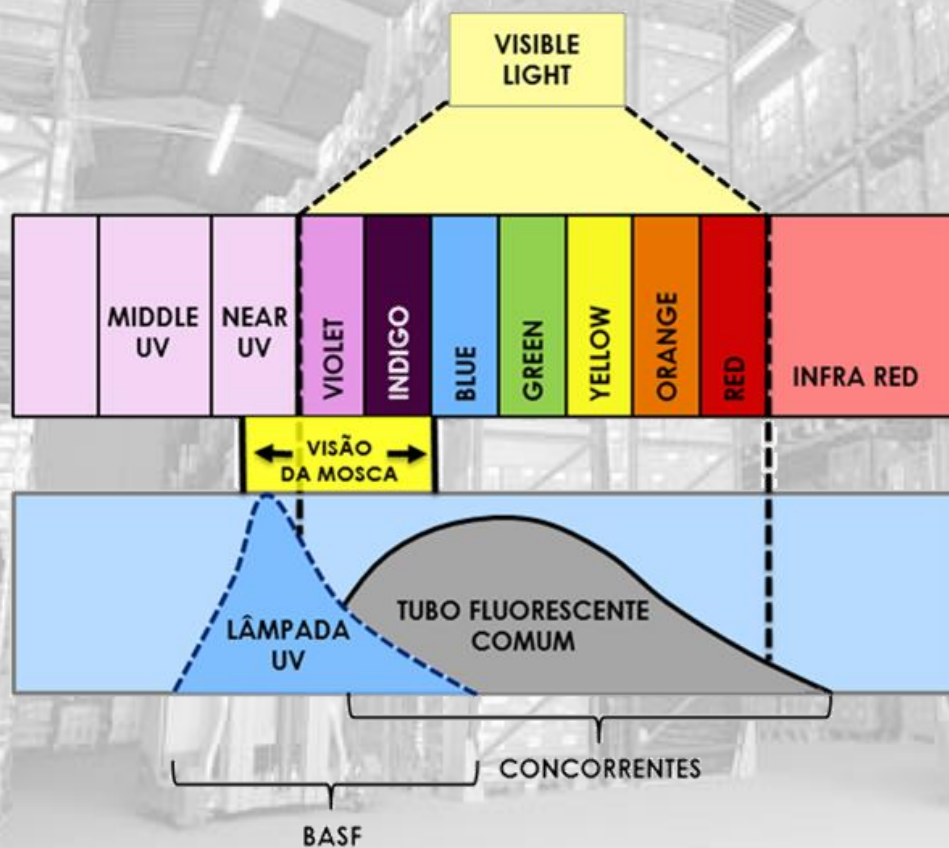 VISIBLE
LIGHT
MIDDLE
UV
NEAR
UV
VIOLET
INDIGO
BLUE
GREEN
YELLOW
ORANGE
RED
INFRA RED
VISÃO
DA MOSCA
LÂMPADA
UV
TUBO FLUORESCENTE
COMUM
CONCORRENTES
BASF